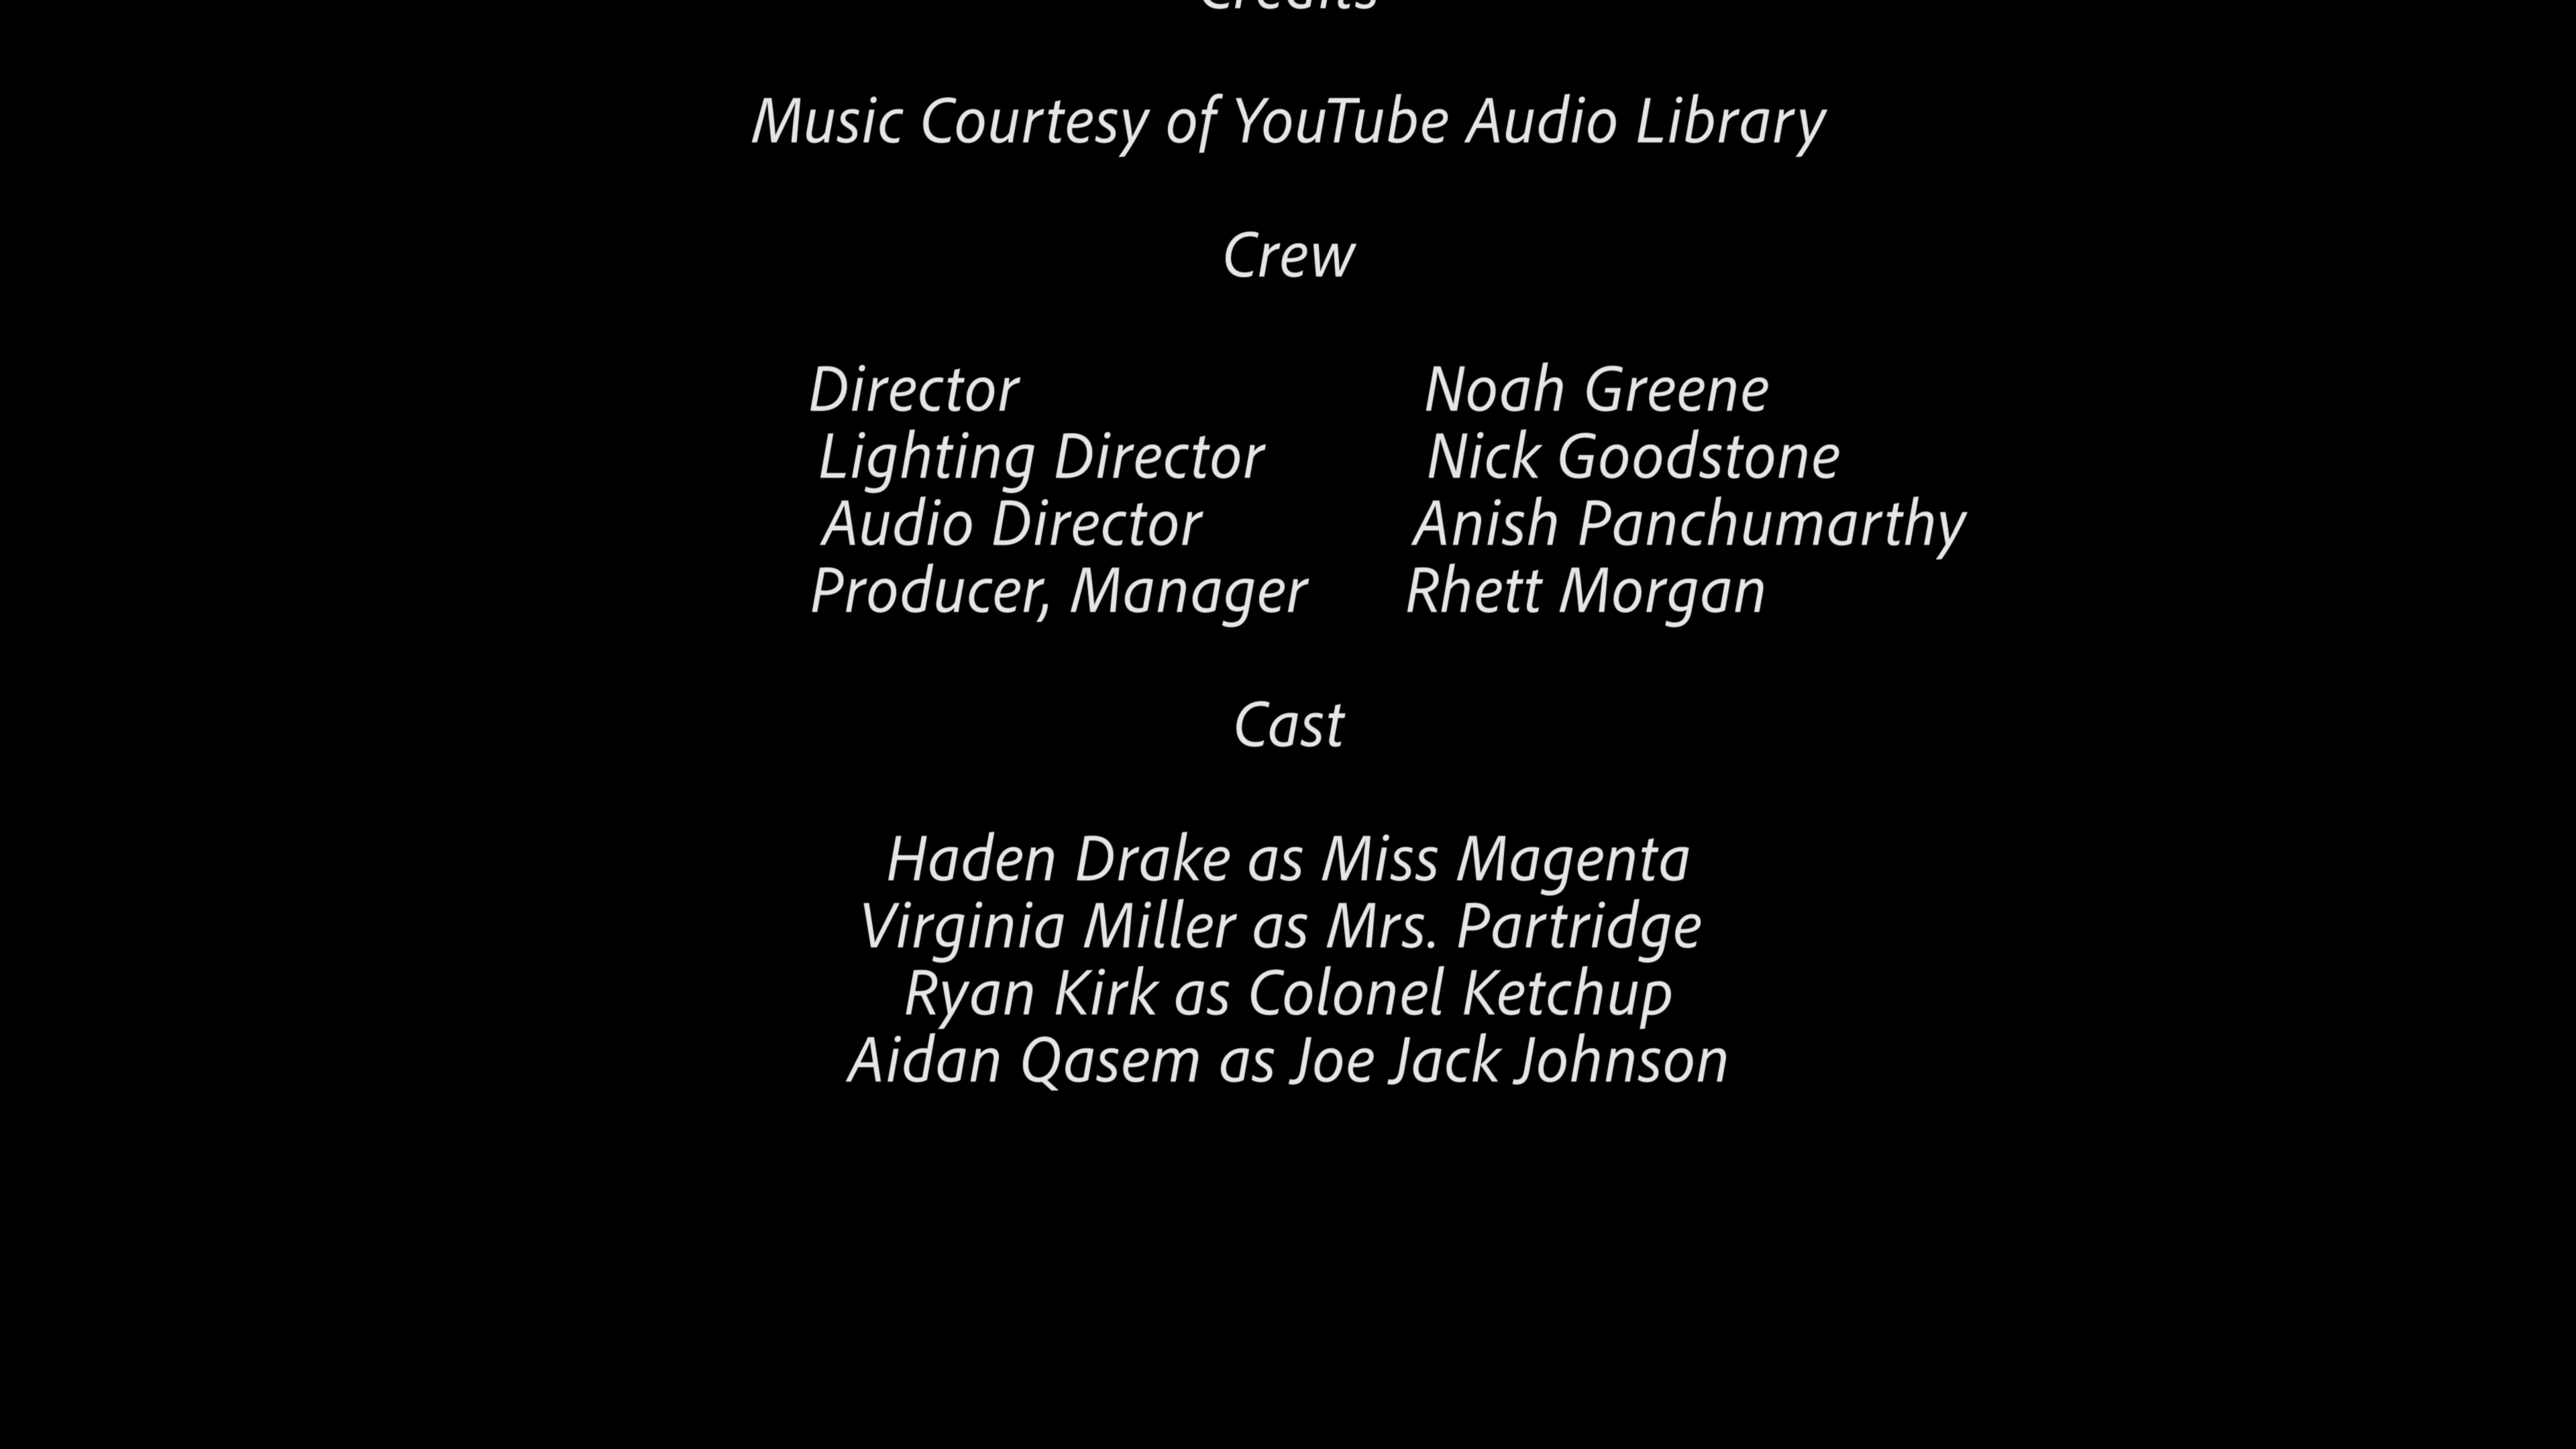 Credits
Music Courtesy of YouTube Audio Library
Crew
Director Noah Greene
Lighting Director Nick Goodstone
Audio Director Anish Panchumarthy
Producer, Manager Rhett Morgan
Cast
Haden Drake as Miss Magenta
Virginia Miller as Mrs. Partridge
Ryan Kirk as Colonel Ketchup
Aidan Qasem as Joe Jack Johnson